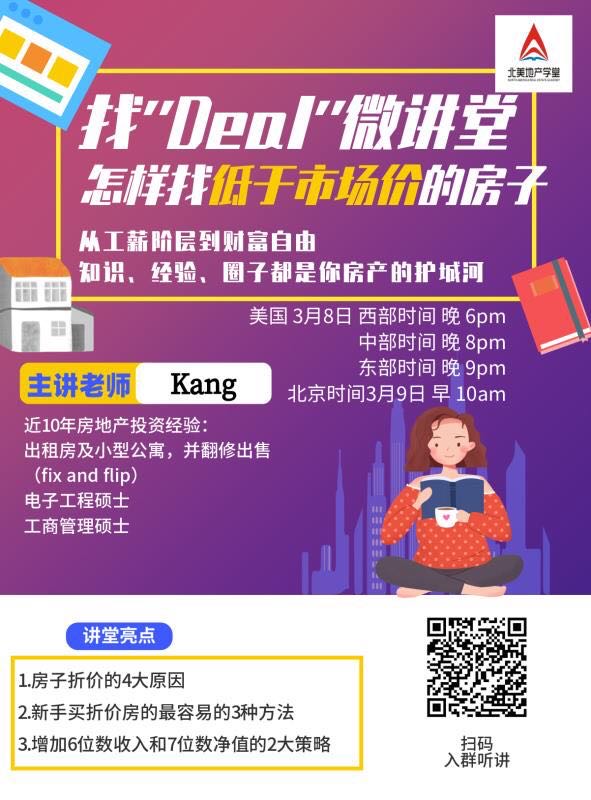 北美地产学堂
找"Deal"微讲堂
怎样找低于市场价的房子
从工薪阶层到财富自由
知识、经验、圈子都是你房产的护城河
美国 3月8日 西部时间 晚 6pm
中部时间 晚 8pm
东部时间 晚 9pm
北京时间3月9日 早 10am
主讲老师 Kang
近10年房地产投资经验：
出租房及小型公寓，并翻修出售
（fix and flip）
电子工程硕士
工商管理硕士
讲堂亮点
1.房子折价的4大原因
2.新手买折价房的最容易的3种方法
3.增加6位数收入和7位数净值的2大策略
扫码
入群听讲